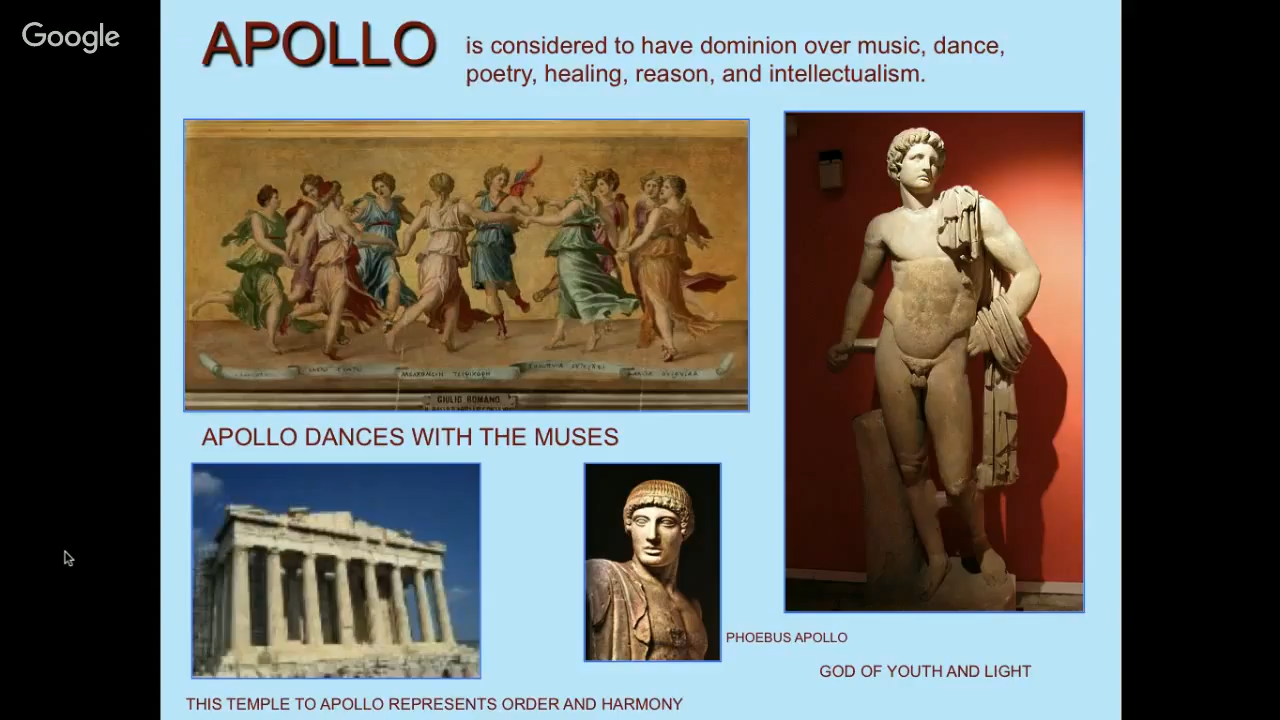 Google
APOLLO
is considered to have dominion over music, dance,
poetry, healing, reason, and intellectualism.
GIULIO ROMANO.
APOLLO DANCES WITH THE MUSES
PHOEBUS APOLLO
GOD OF YOUTH AND LIGHT
THIS TEMPLE TO APOLLO REPRESENTS ORDER AND HARMONY